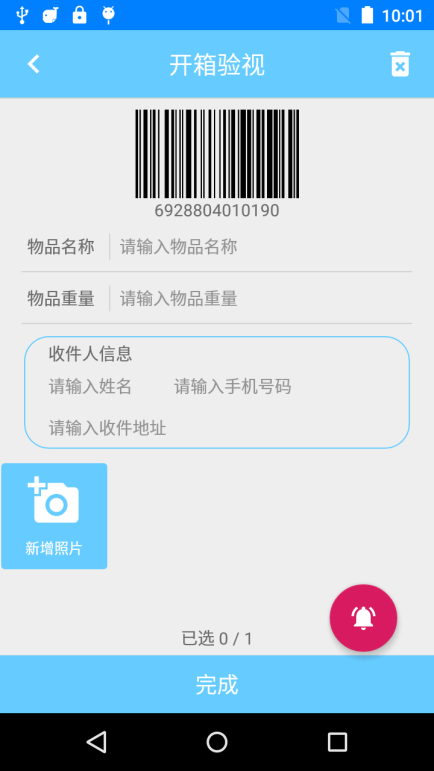 10:01
开箱验视
6928804010190
物品名称 请输入物品名称
物品重量 请输入物品重量
收件人信息
请输入姓名 请输入手机号码
请输入收件地址
新增照片
已选 0 / 1
完成